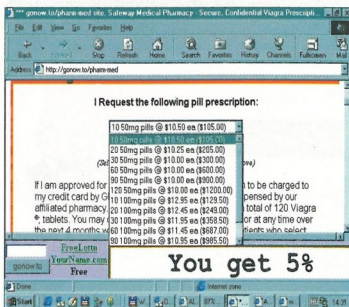 *** gonow.to/pharm-med site, Safeway Medical Pharmacy - Secure, Confidential Viagra Prescripti...
File Edit View Go Favorites Help
Back Forward Stop Refresh Home Search Favorites History Channels Fullscreen Mail
Address http://gonow.to/pharm-med
I Request the following pill prescription:
10 50mg pills @ $10.50 ea ($105.00)
10 50mg pills @ $10.50 ea ($105.00)
20 50mg pills @ $10.25 ea ($205.00)
30 50mg pills @ $10.00 ea ($300.00)
60 50mg pills @ $10.00 ea ($600.00)
90 50mg pills @ $10.00 ea ($900.00)
120 50mg pills @ $10.00 ea ($1200.00)
10 100mg pills @ $12.95 ea ($129.50)
20 100mg pills @ $12.45 ea ($249.00)
30 100mg pills @ $11.95 ea ($358.50)
60 100mg pills @ $11.45 ea ($687.00)
90 100mg pills @ $10.95 ea ($985.50)
If I am approved for
to be charged to
my credit card by G
pensed by our
affiliated pharmacy.
total of 120 Viagra
®, tablets. You may
or at any time over
the next 4 months w
tients who select
FreeLotto
YourName.com
Free
gonow.to
You get 5%
Done
Internet zone
Start
14:31